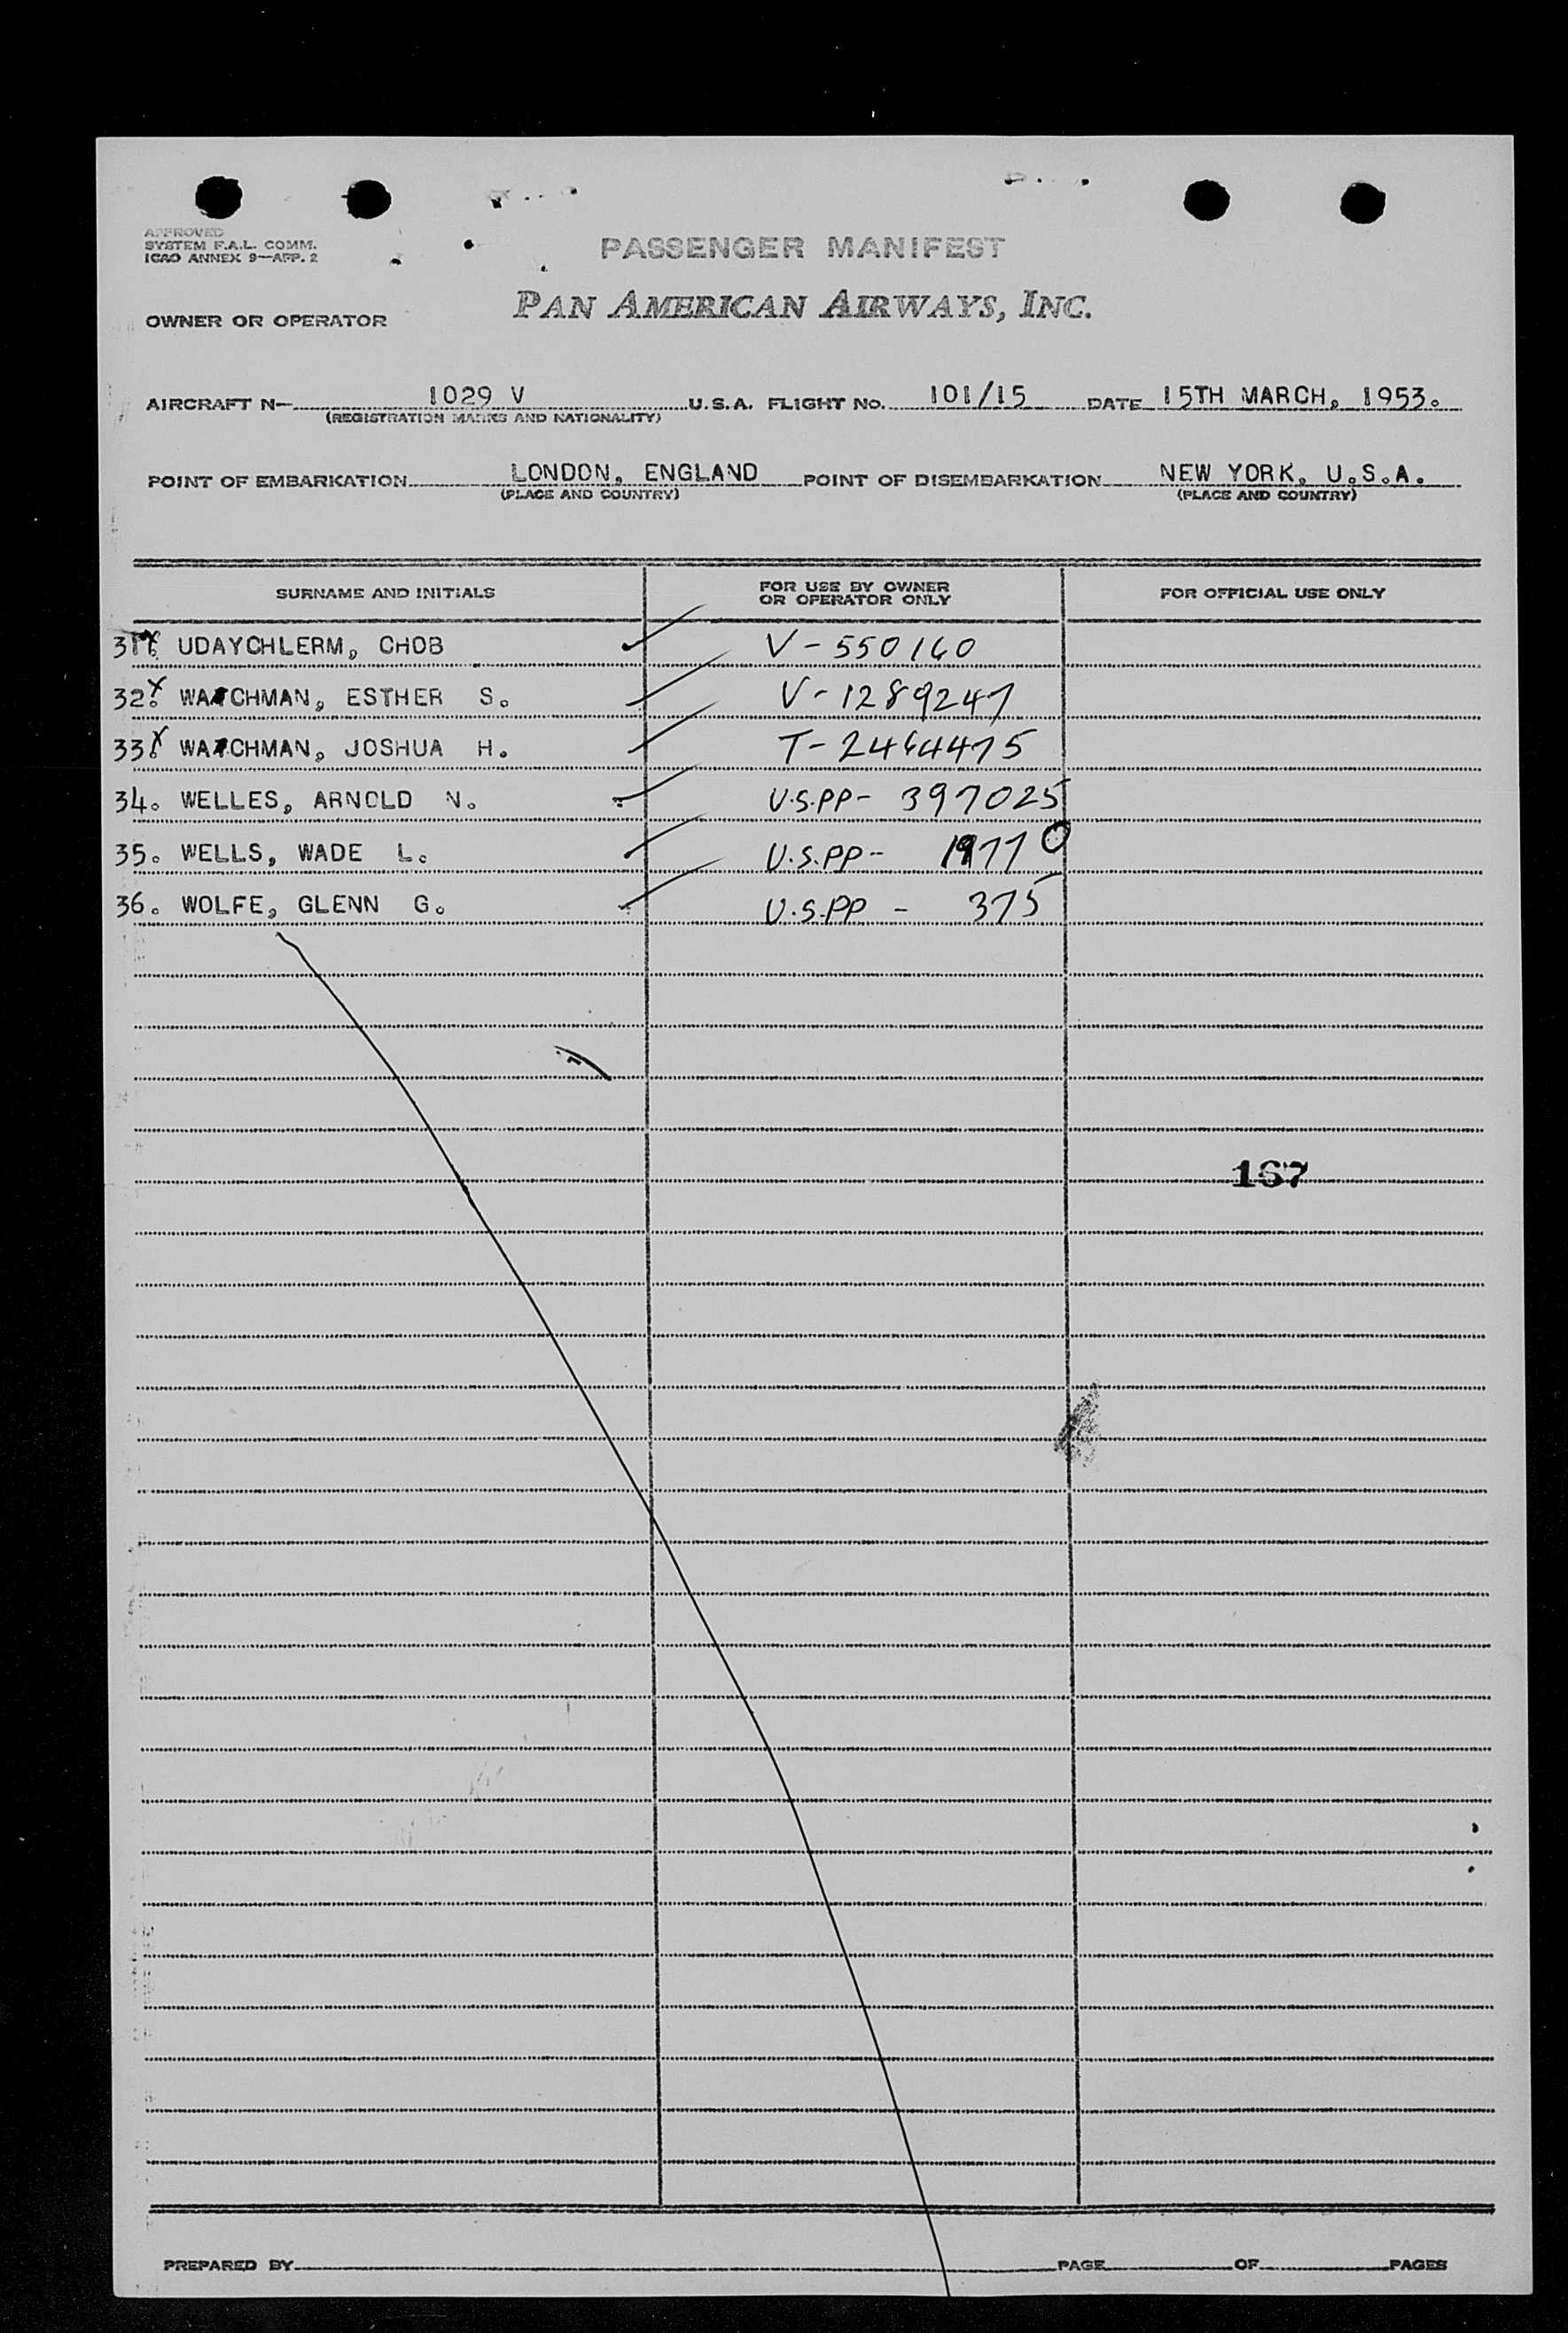 APPROVED
SYSTEM F.A.L. COMM.
ICAO ANNEX 9—APP. 2
PASSENGER MANIFEST
PAN AMERICAN AIRWAYS, INC.
OWNER OR OPERATOR
AIRCRAFT N— 1029 V U.S.A. FLIGHT NO. 101/15 DATE 15TH MARCH, 1953.
(REGISTRATION MARKS AND NATIONALITY)
POINT OF EMBARKATION LONDON, ENGLAND POINT OF DISEMBARKATION NEW YORK, U.S.A.
(PLACE AND COUNTRY) (PLACE AND COUNTRY)
SURNAME AND INITIALS FOR USE BY OWNER OR OPERATOR ONLY FOR OFFICIAL USE ONLY
31. x UDAYCHLERM, CHOB V-550160
32. x CHMAN, ESTHER S. V-1289247
33. x CHMAN, JOSHUA H. T-2464475
34. WELLES, ARNOLD N. U.S.PP- 397025
35. WELLS, WADE L. U.S.PP- 19770
36. WOLFE, GLENN G. U.S.PP - 375
167
PREPARED BY PAGE OF PAGES